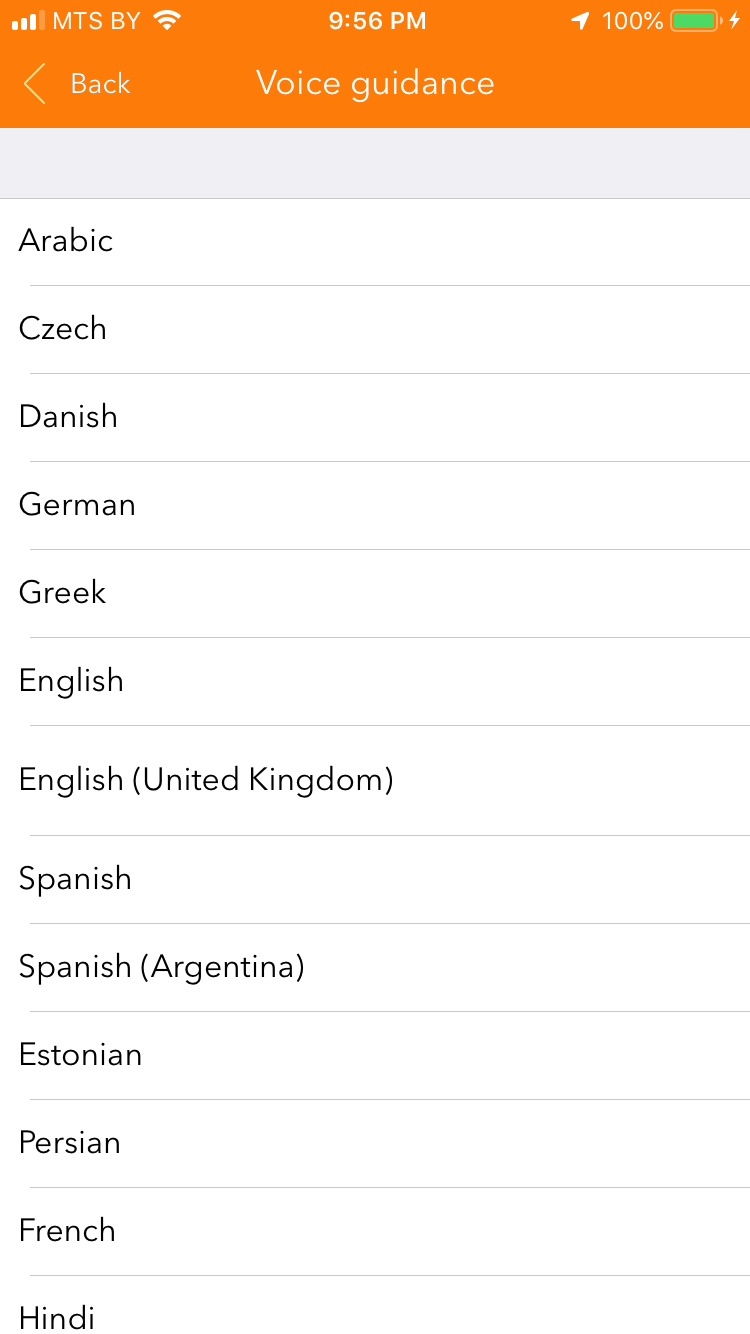 MTS BY 9:56 PM 100%
Back Voice guidance
Arabic
Czech
Danish
German
Greek
English
English (United Kingdom)
Spanish
Spanish (Argentina)
Estonian
Persian
French
Hindi